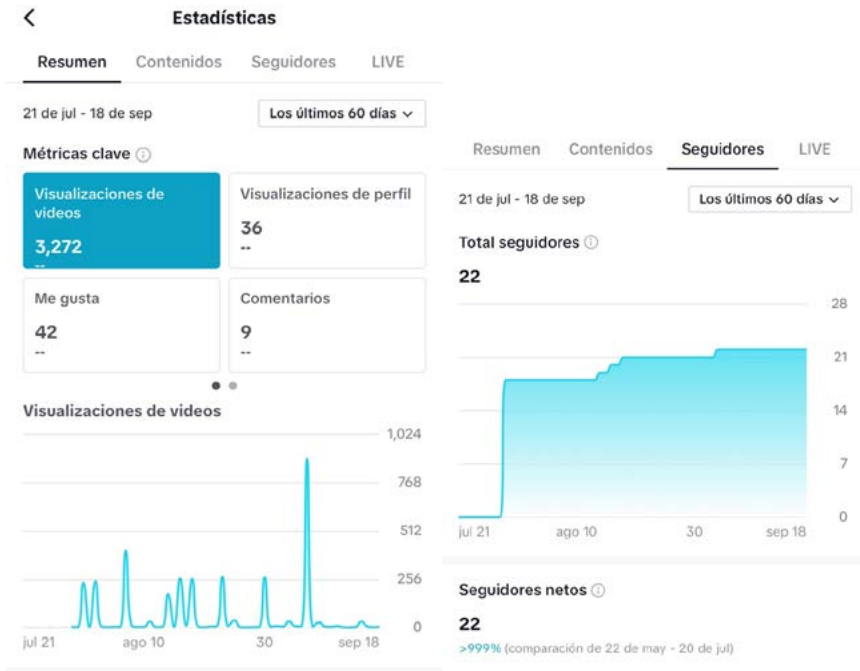 Estadísticas
Resumen Contenidos Seguidores LIVE
21 de jul - 18 de sep
Los últimos 60 días
Métricas clave
Visualizaciones de
videos
3,272
--
Visualizaciones de perfil
36
--
Me gusta
42
--
Comentarios
9
--
Visualizaciones de videos
1,024
768
512
256
0
jul 21 ago 10 30 sep 18
Resumen Contenidos Seguidores LIVE
21 de jul - 18 de sep
Los últimos 60 días
Total seguidores
22
28
21
14
7
0
jul 21 ago 10 30 sep 18
Seguidores netos
22
>999% (comparación de 22 de may - 20 de jul)